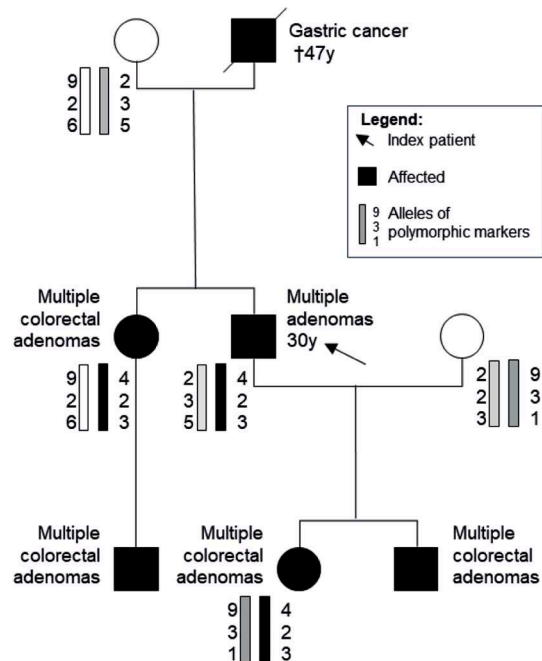 Gastric cancer
†47y
9 2
2 3
6 5
Legend:
Index patient
Affected
9 Alleles of
3 polymorphic markers
1
Multiple
colorectal
adenomas
Multiple
adenomas
30y
9 4
2 2
6 3
2 4
3 2
5 3
2 9
2 3
3 1
Multiple
colorectal
adenomas
Multiple
colorectal
adenomas
Multiple
colorectal
adenomas
9 4
3 2
1 3